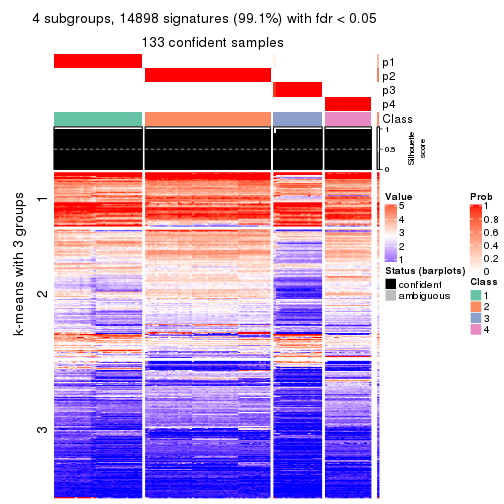 4 subgroups, 14898 signatures (99.1%) with fdr < 0.05
133 confident samples
p1
p2
p3
p4
Class
1
0.5
0
Silhouette
score
k-means with 3 groups
1
2
3
Value
5
4
3
2
1
Status (barplots)
confident
ambiguous
Prob
1
0.8
0.6
0.4
0.2
0
Class
1
2
3
4